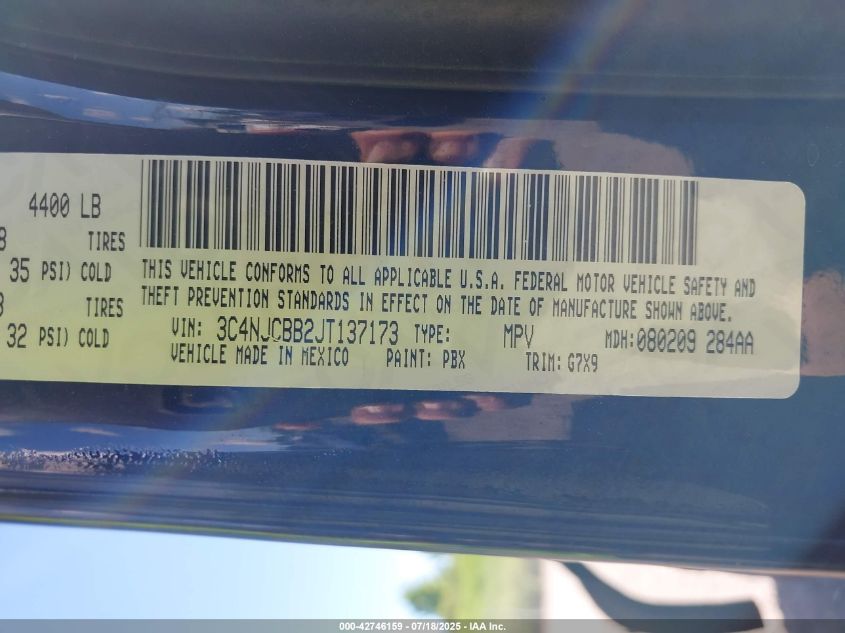 4400 LB
8 TIRES
35 PSI) COLD
8 TIRES
32 PSI) COLD
THIS VEHICLE CONFORMS TO ALL APPLICABLE U.S.A. FEDERAL MOTOR VEHICLE SAFETY AND
THEFT PREVENTION STANDARDS IN EFFECT ON THE DATE OF MANUFACTURE SHOWN ABOVE.
VIN: 3C4NJCBB2JT137173 TYPE: MPV MDH:080209 284AA
VEHICLE MADE IN MEXICO PAINT: PBX TRIM: G7X9
000-42746159 - 07/18/2025 - IAA Inc.